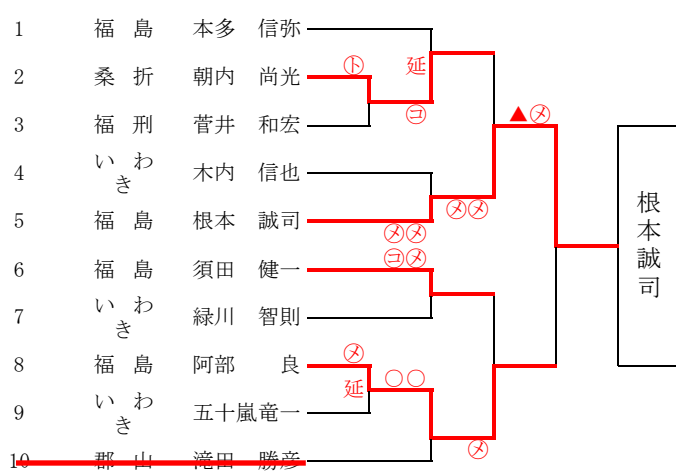 1 福島 本多 信弥
2 桑折 朝内 尚光
㋣ 延
㋙
3 福刑 菅井 和宏
▲㋱
4 いわき 木内 信也
㋱㋱
5 福島 根本 誠司
㋱㋱
根本誠司
6 福島 須田 健一
㋙㋱
7 いわき 緑川 智則
8 福島 阿部 良
㋱
延 ○○
9 いわき 五十嵐竜一
㋱
10 郡山 滝田 勝彦